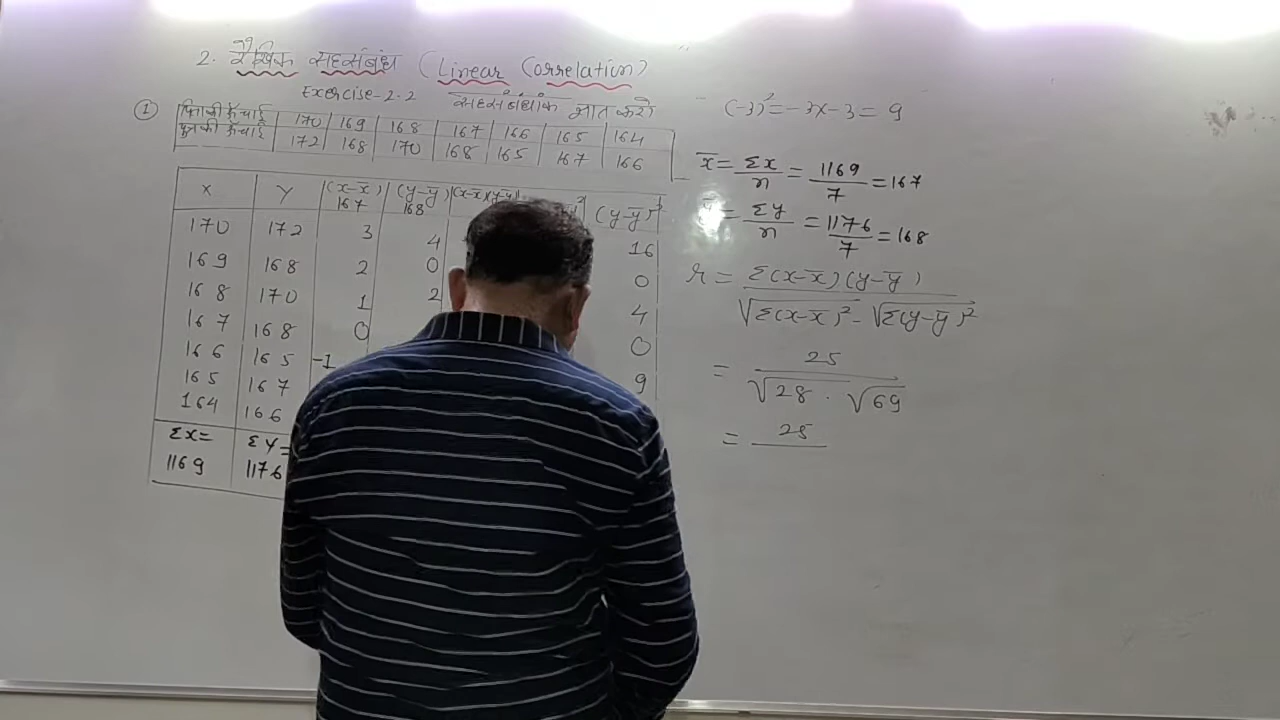 2. रैखिक सहसंबंध (Linear Correlation)
Exercise-2.2 सहसंबंधांक ज्ञात करो
① पिता की ऊँचाई 170 169 168 167 166 165 164
पुत्र की ऊँचाई 172 168 170 168 165 167 166
X Y (x-x̅) (y-y̅) (x-x̅)(y-y̅) (y-y̅)²
167 168
170 172 3 4 16
169 168 2 0 0
168 170 1 2 4
167 168 0 0
166 165 -1 9
165 167
164 166
Σx= Σy=
1169 1176
(-3)²=-3x-3=9
x̅ = Σx/n = 1169/7 = 167
= Σy/n = 1176/7 = 168
r = Σ(x-x̅)(y-y̅)
√Σ(x-x̅)² - √Σ(y-y̅)²
= 25
√28 . √69
= 25